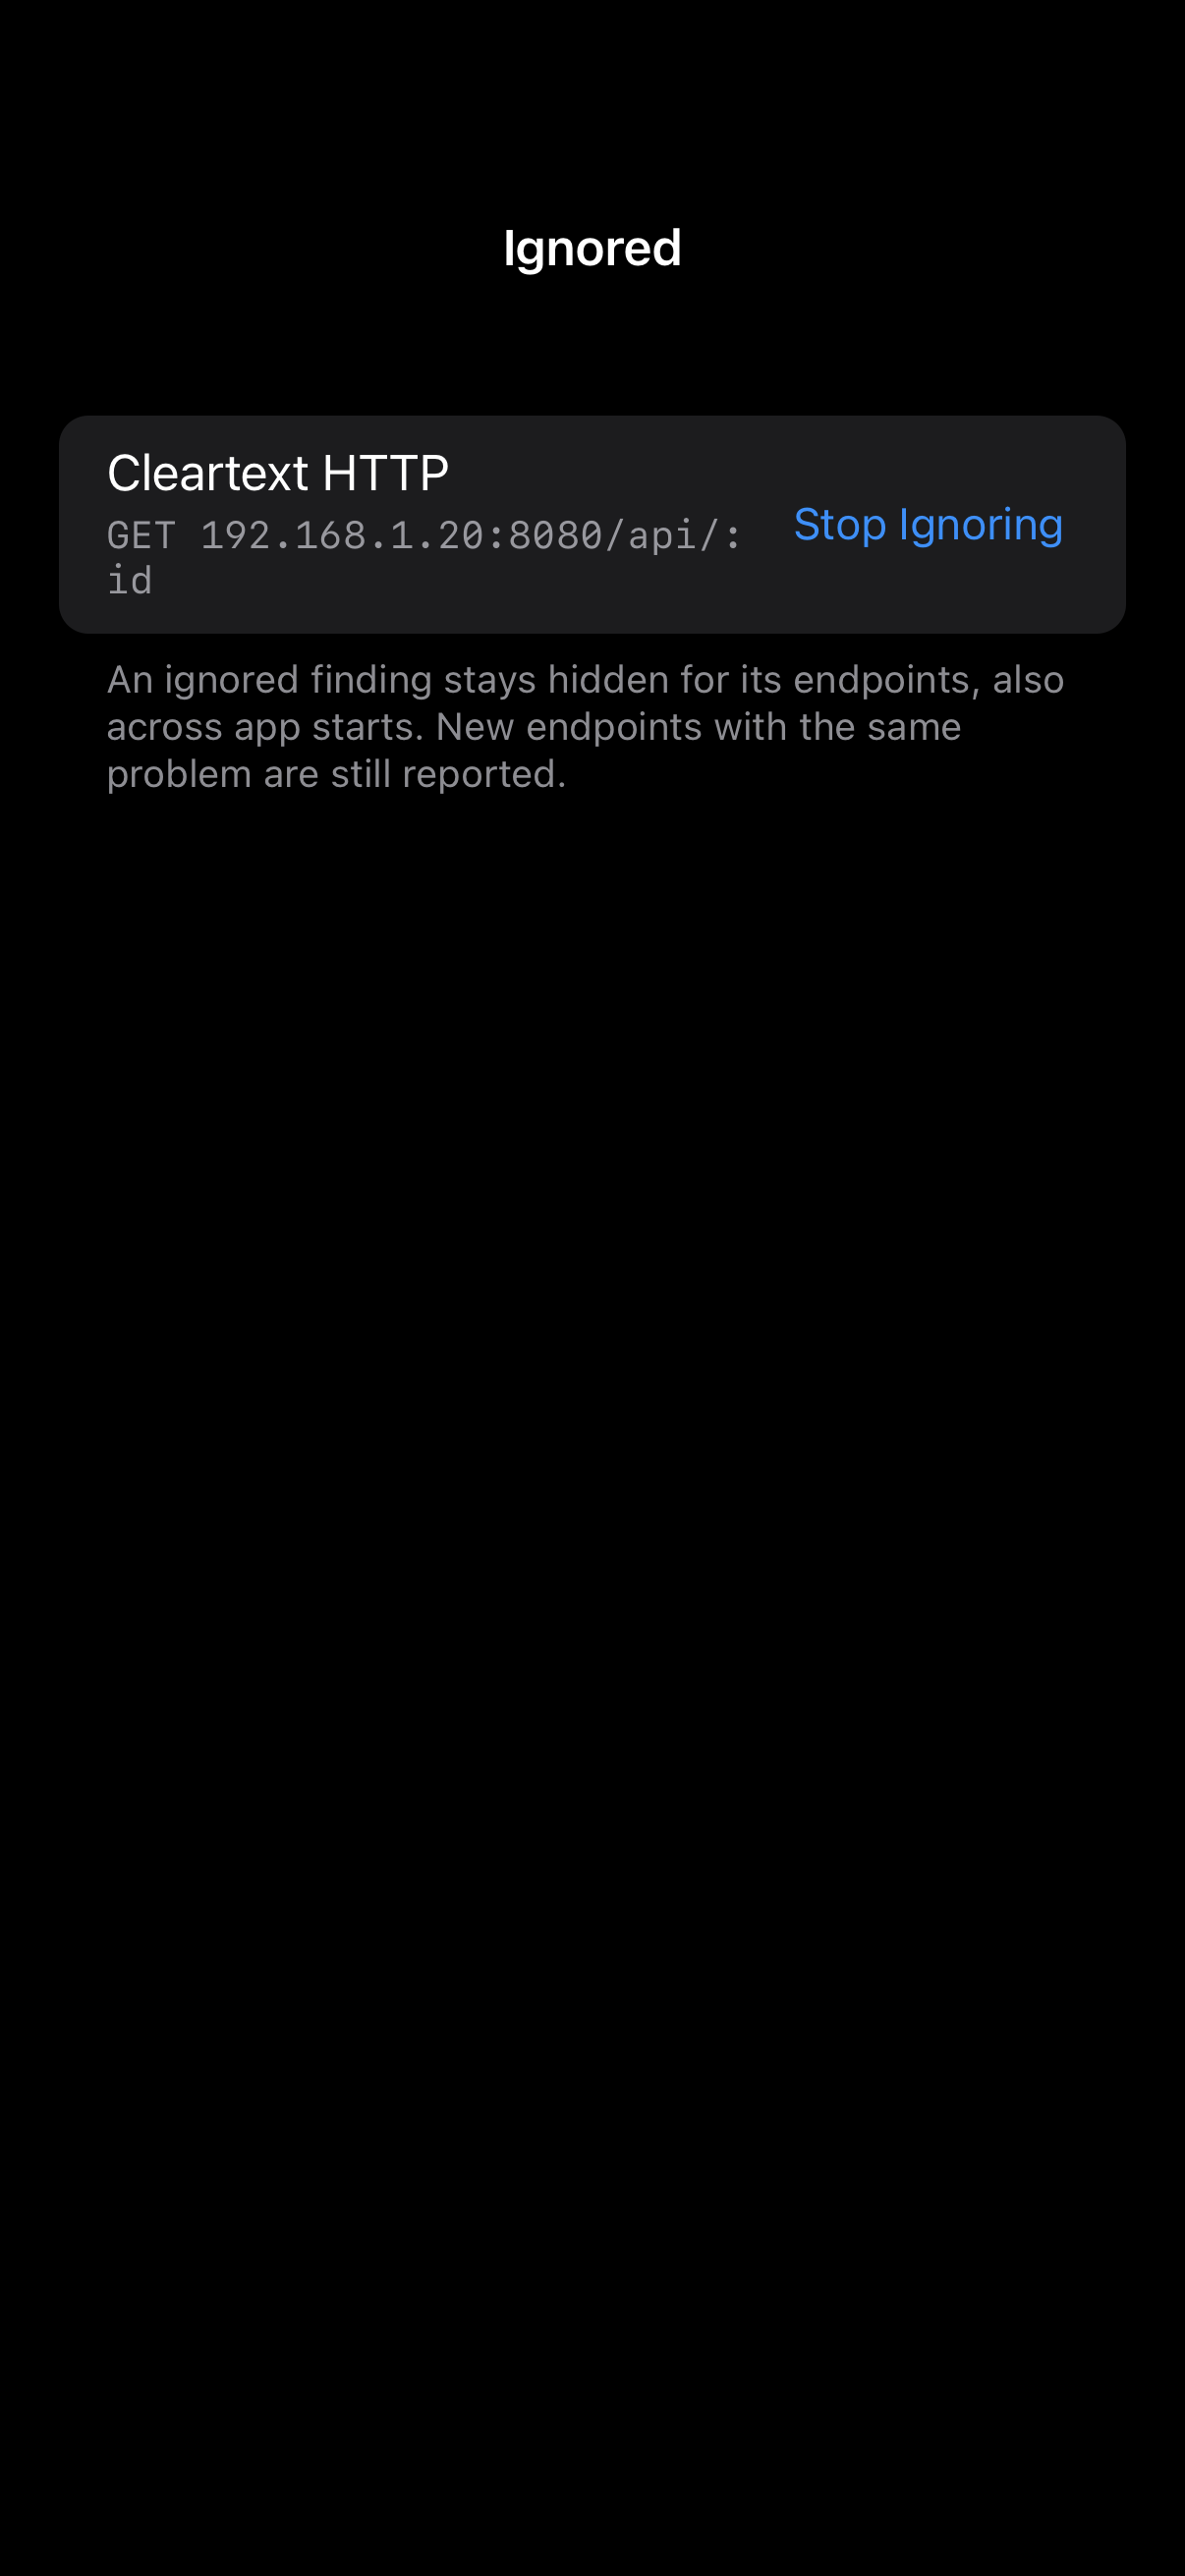 Ignored
Cleartext HTTP
GET 192.168.1.20:8080/api/:
id
Stop Ignoring
An ignored finding stays hidden for its endpoints, also
across app starts. New endpoints with the same
problem are still reported.